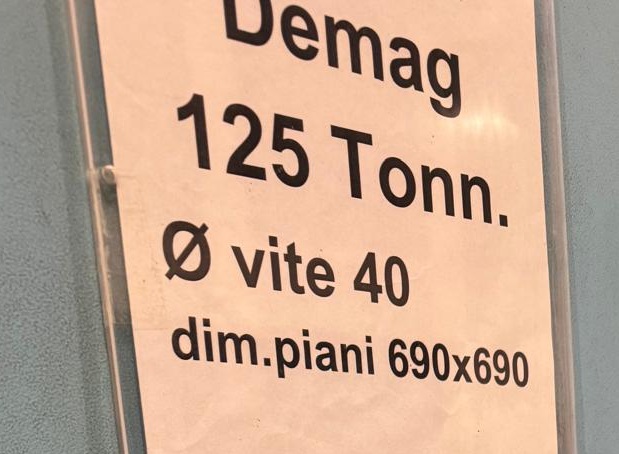 Demag
125 Tonn.
Ø vite 40
dim.piani 690x690